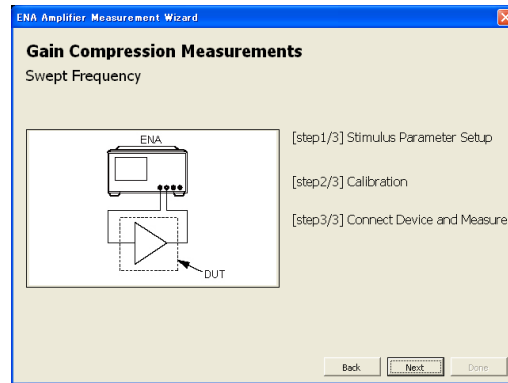 ENA Amplifier Measurement Wizard
Gain Compression Measurements
Swept Frequency
ENA
DUT
[step1/3] Stimulus Parameter Setup
[step2/3] Calibration
[step3/3] Connect Device and Measure
Back Next Done